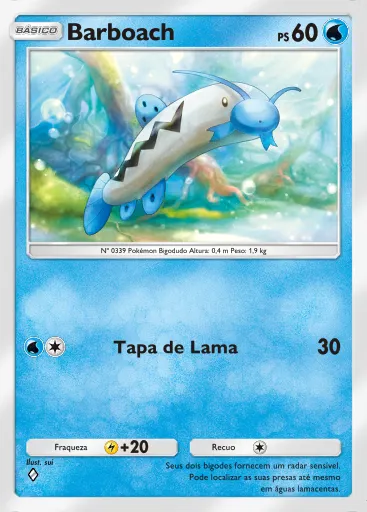 BÁSICO Barboach PS 60
Nº 0339 Pokémon Bigodudo Altura: 0,4 m Peso: 1,9 kg
Tapa de Lama 30
Fraqueza +20 Recuo
Ilust. sui
Seus dois bigodes fornecem um radar sensível.
Pode localizar as suas presas até mesmo
em águas lamacentas.